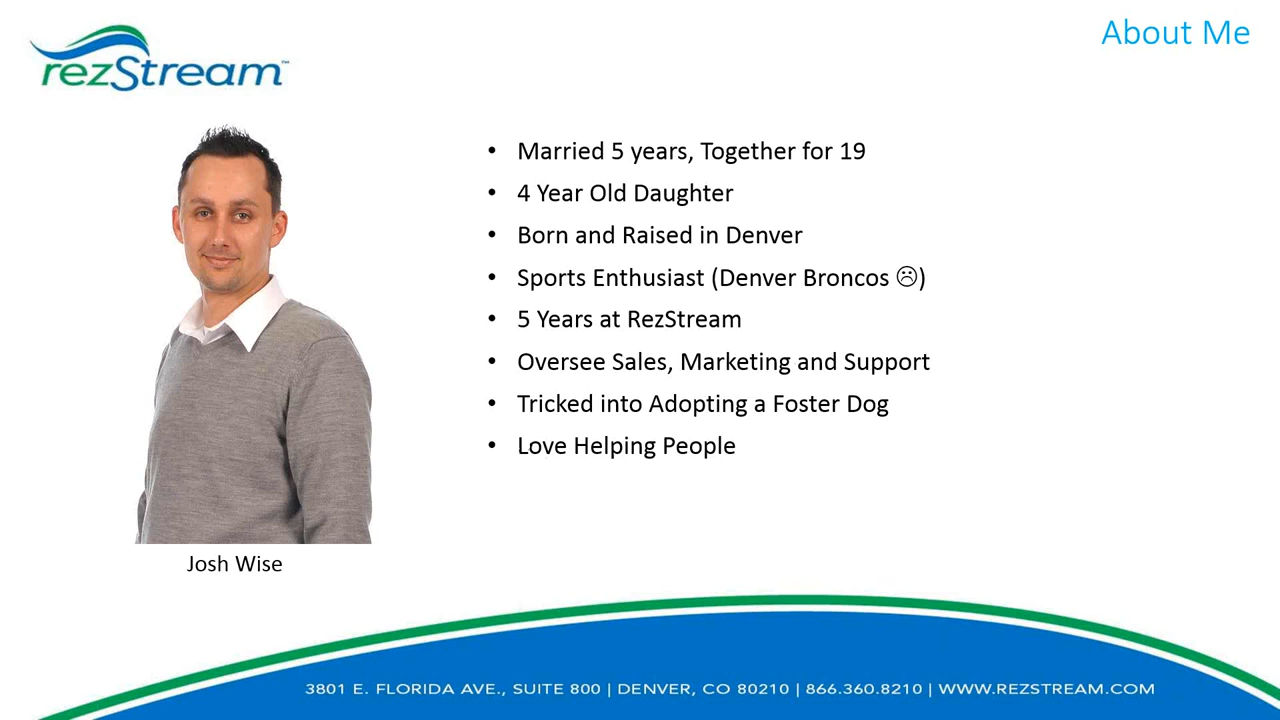 rezStream™
About Me
• Married 5 years, Together for 19
• 4 Year Old Daughter
• Born and Raised in Denver
• Sports Enthusiast (Denver Broncos ☹)
• 5 Years at RezStream
• Oversee Sales, Marketing and Support
• Tricked into Adopting a Foster Dog
• Love Helping People
Josh Wise
3801 E. FLORIDA AVE., SUITE 800 | DENVER, CO 80210 | 866.360.8210 | WWW.REZSTREAM.COM